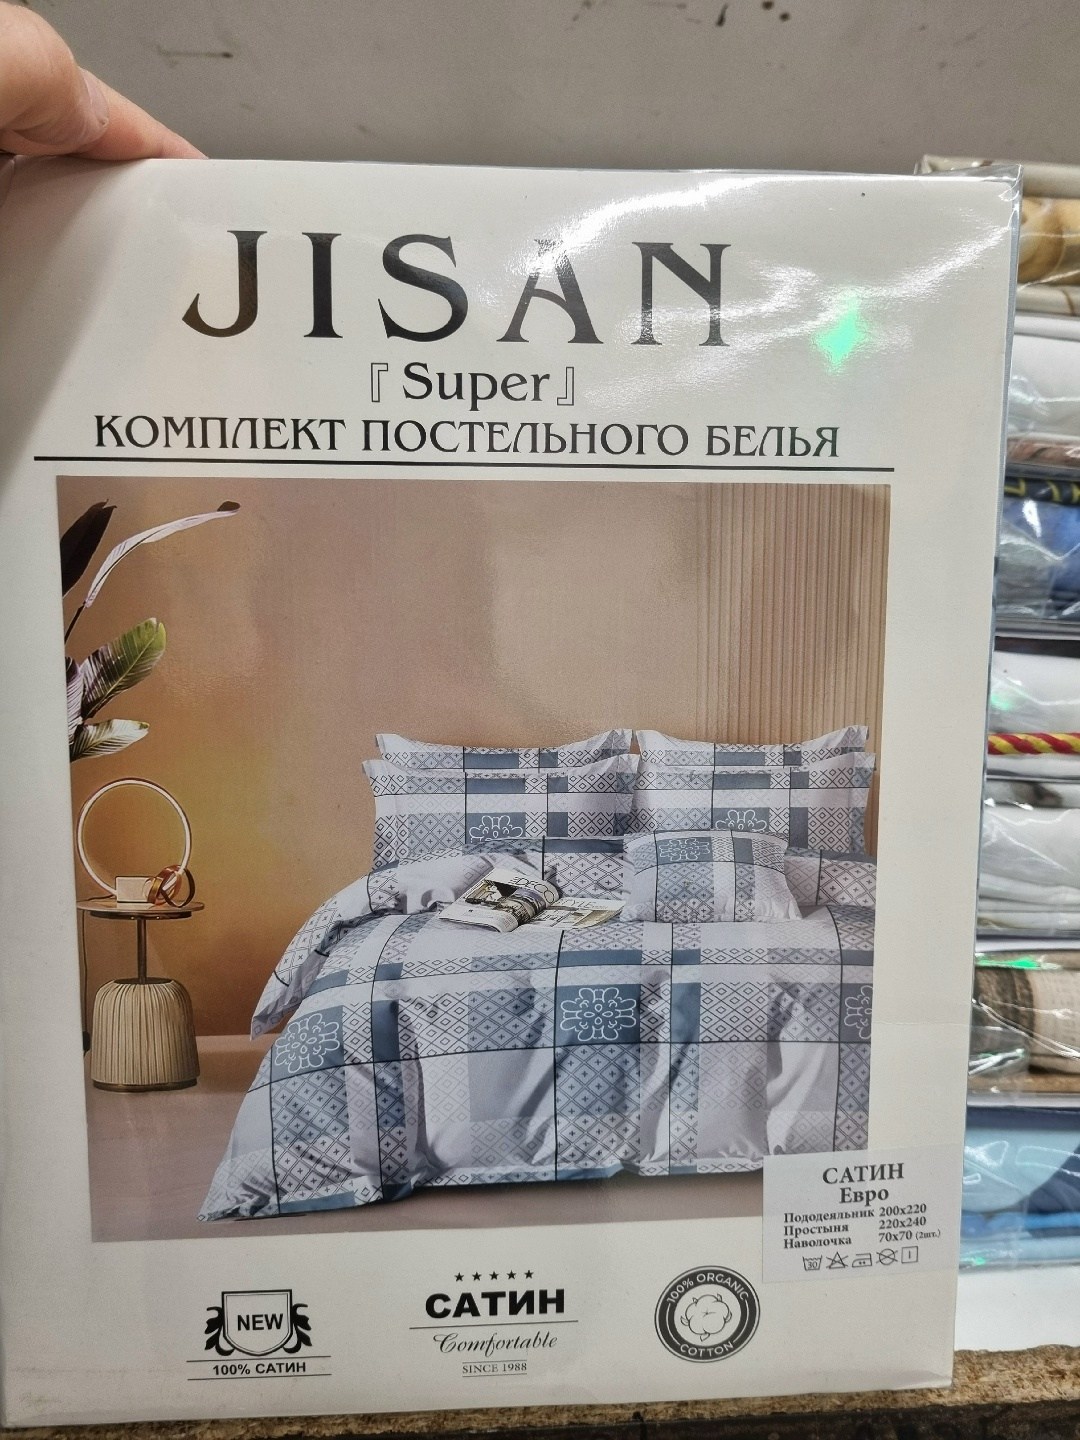 JISAN
『Super』
КОМПЛЕКТ ПОСТЕЛЬНОГО БЕЛЬЯ
САТИН
Евро
Пододеяльник 200x220
Простыня 220x240
Наволочка 70x70 (2шт.)
30
NEW
100% САТИН
★★★★★
САТИН
Comfortable
SINCE 1988
100% ORGANIC
COTTON